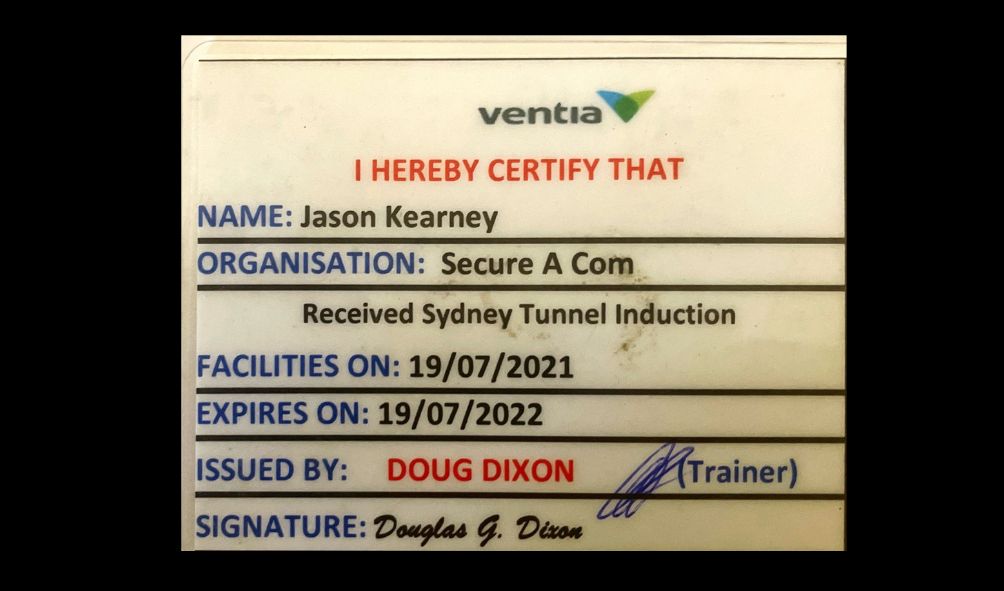 ventia
I HEREBY CERTIFY THAT
NAME: Jason Kearney
ORGANISATION: Secure A Com
Received Sydney Tunnel Induction
FACILITIES ON: 19/07/2021
EXPIRES ON: 19/07/2022
ISSUED BY: DOUG DIXON (Trainer)
SIGNATURE: Douglas G. Dixon